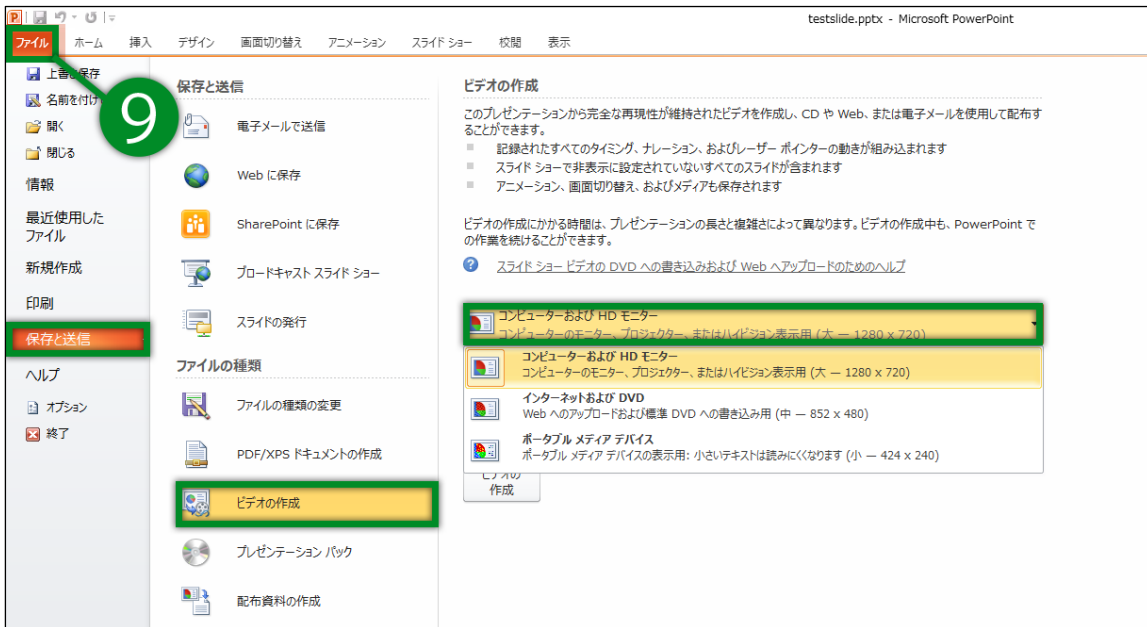 testslide.pptx - Microsoft PowerPoint
ファイル ホーム 挿入 デザイン 画面切り替え アニメーション スライド ショー 校閲 表示
9
上書き保存
名前を付け
開く
閉じる
情報
最近使用した
ファイル
新規作成
印刷
保存と送信
ヘルプ
オプション
終了
保存と送信
電子メールで送信
Web に保存
SharePoint に保存
ブロードキャスト スライド ショー
スライドの発行
ファイルの種類
ファイルの種類の変更
PDF/XPS ドキュメントの作成
ビデオの作成
プレゼンテーション パック
配布資料の作成
ビデオの作成
このプレゼンテーションから完全な再現性が維持されたビデオを作成し、CD や Web、または電子メールを使用して配布す
ることができます。
記録されたすべてのタイミング、ナレーション、およびレーザー ポインターの動きが組み込まれます
スライド ショーで非表示に設定されていないすべてのスライドが含まれます
アニメーション、画面切り替え、およびメディアも保存されます
ビデオの作成にかかる時間は、プレゼンテーションの長さと複雑さによって異なります。ビデオの作成中も、PowerPoint で
の作業を続けることができます。
スライド ショー ビデオの DVD への書き込みおよび Web へアップロードのためのヘルプ
コンピューターおよび HD モニター
コンピューターのモニター、プロジェクター、またはハイビジョン表示用 (大 — 1280 x 720)
コンピューターおよび HD モニター
コンピューターのモニター、プロジェクター、またはハイビジョン表示用 (大 — 1280 x 720)
インターネットおよび DVD
Web へのアップロードおよび標準 DVD への書き込み用 (中 — 852 x 480)
ポータブル メディア デバイス
ポータブル メディア デバイスの表示用: 小さいテキストは読みにくくなります (小 — 424 x 240)
ビデオの
作成